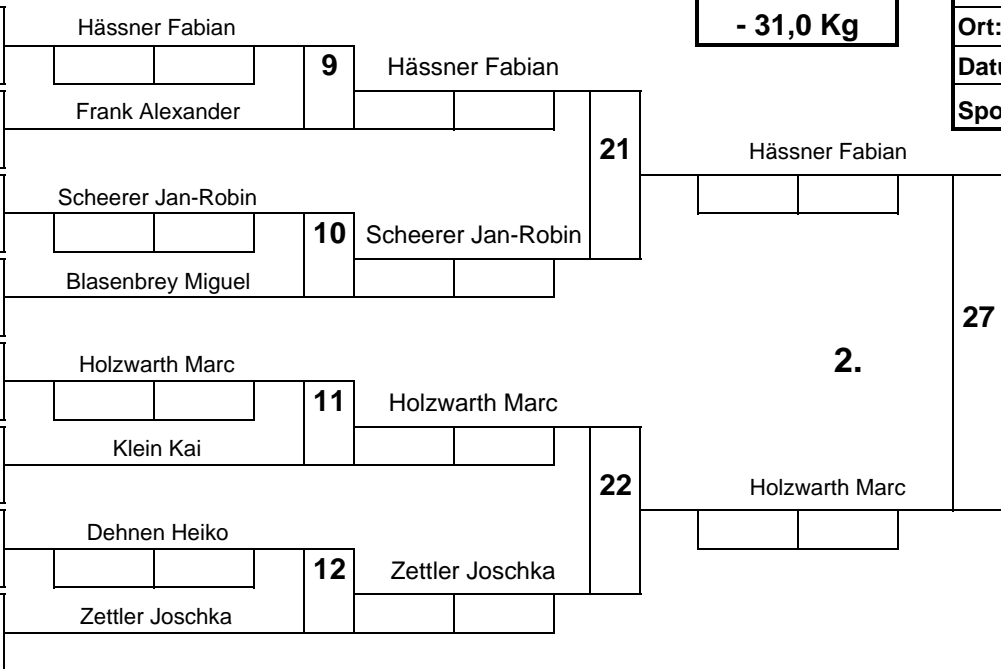 Hässner Fabian
- 31,0 Kg
Ort:
9
Hässner Fabian
Datu
Frank Alexander
Spo
21
Hässner Fabian
Scheerer Jan-Robin
10
Scheerer Jan-Robin
Blasenbrey Miguel
27
Holzwarth Marc
2.
11
Holzwarth Marc
Klein Kai
22
Holzwarth Marc
Dehnen Heiko
12
Zettler Joschka
Zettler Joschka